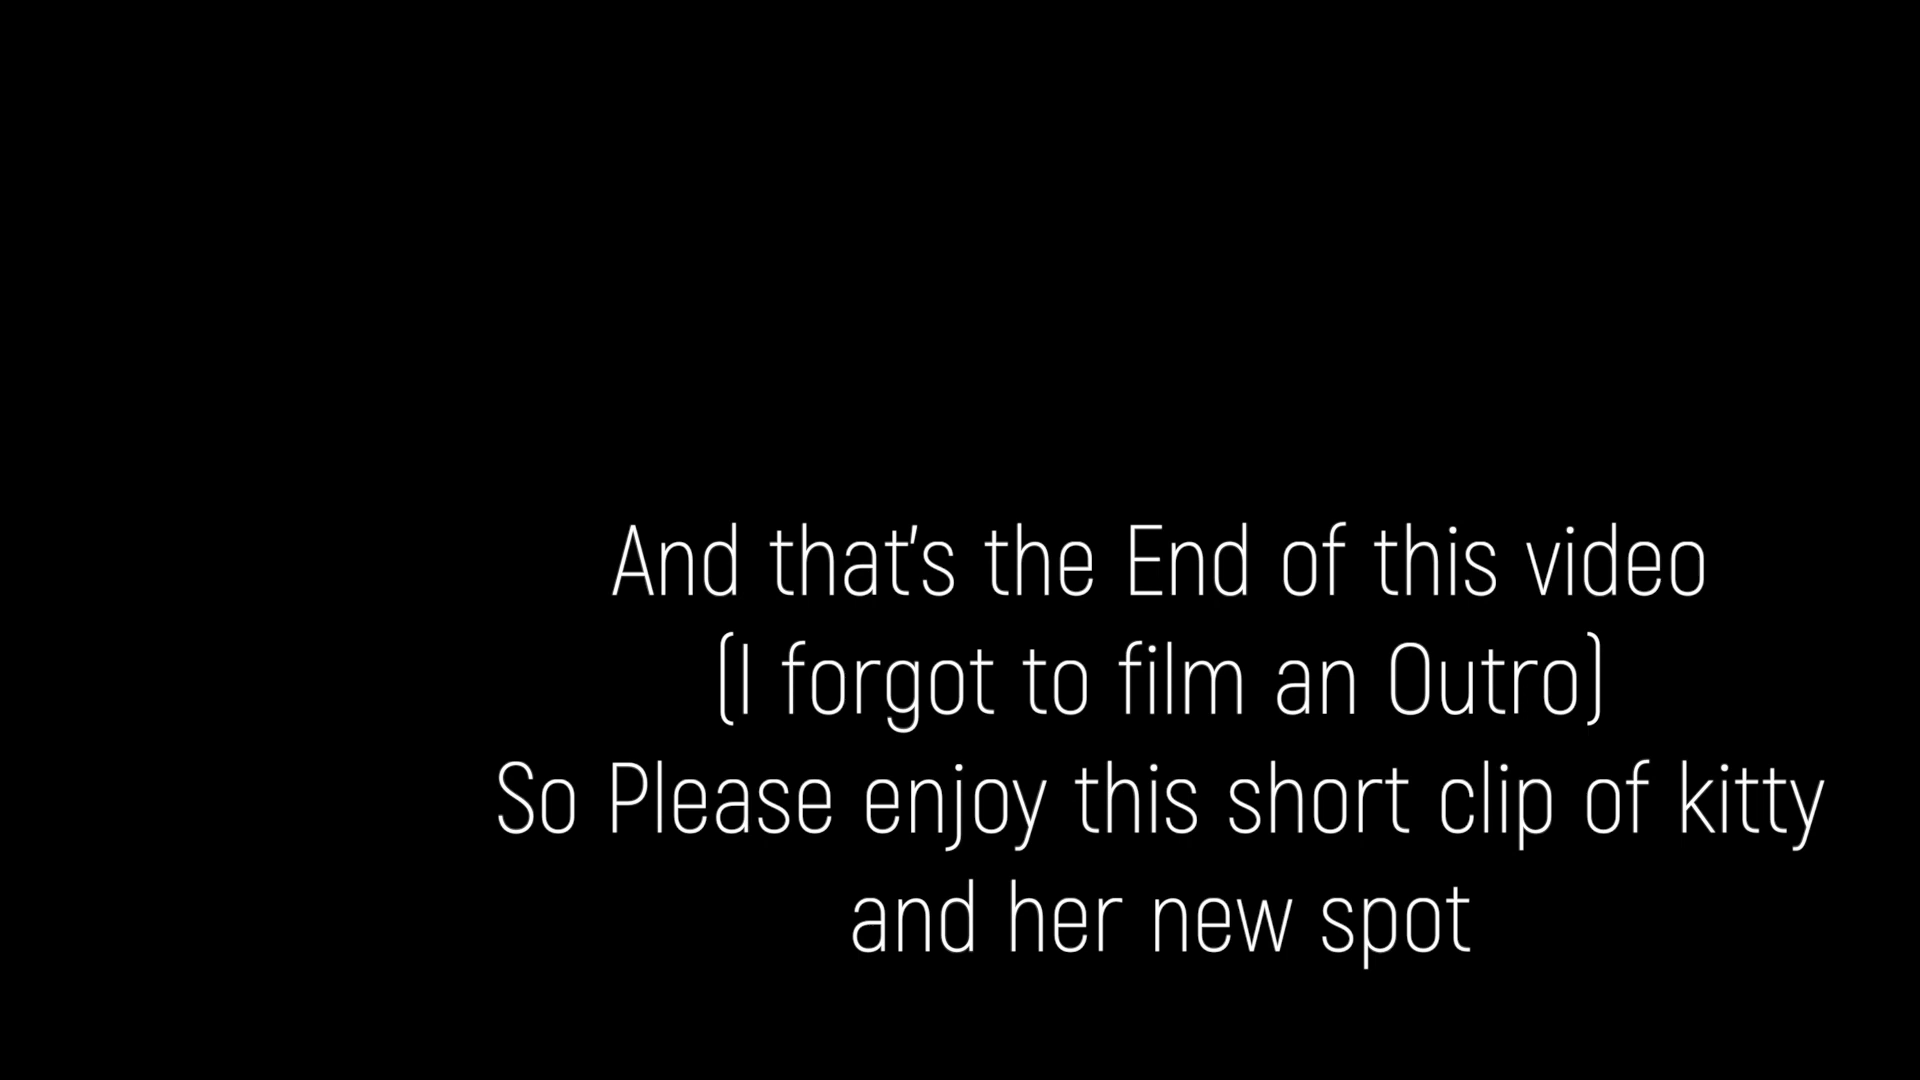 And that's the End of this video
(I forgot to film an Outro)
So Please enjoy this short clip of kitty
and her new spot